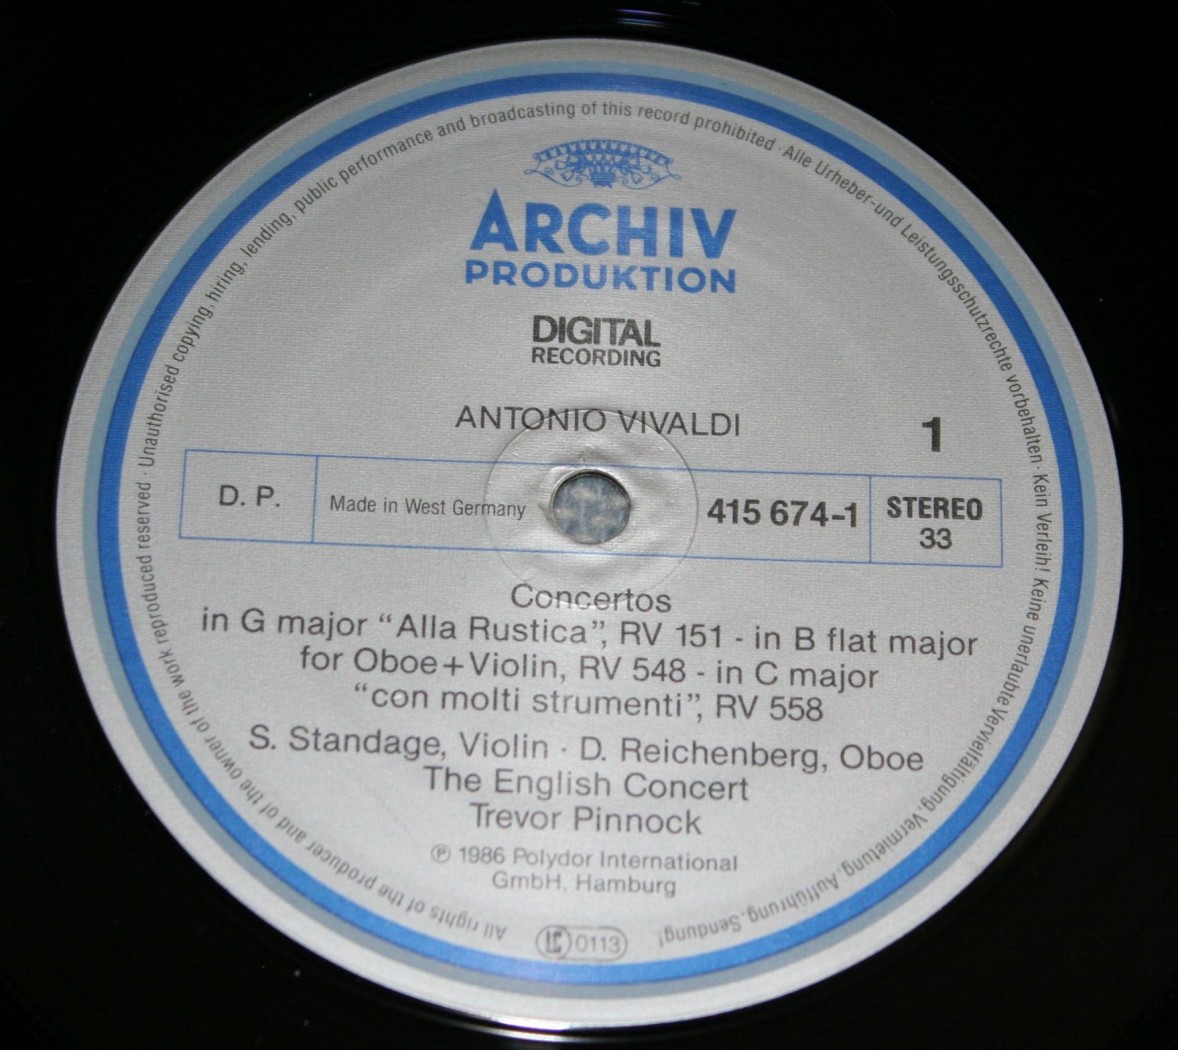 ARCHIV
PRODUKTION
DIGITAL
RECORDING
ANTONIO VIVALDI
1
D. P.
Made in West Germany
415 674-1
STEREO
33
Concertos
in G major “Alla Rustica”, RV 151 - in B flat major
for Oboe+Violin, RV 548 - in C major
“con molti strumenti”, RV 558
S. Standage, Violin · D. Reichenberg, Oboe
The English Concert
Trevor Pinnock
℗ 1986 Polydor International
GmbH, Hamburg
LC 0113
All rights of the producer and of the owner of the work reproduced reserved · Unauthorised copying, hiring, lending, public performance and broadcasting of this record prohibited · Alle Urheber-und Leistungsschutzrechte vorbehalten · Kein Verleih! Keine unerlaubte Vervielfältigung, Vermietung, Aufführung, Sendung!